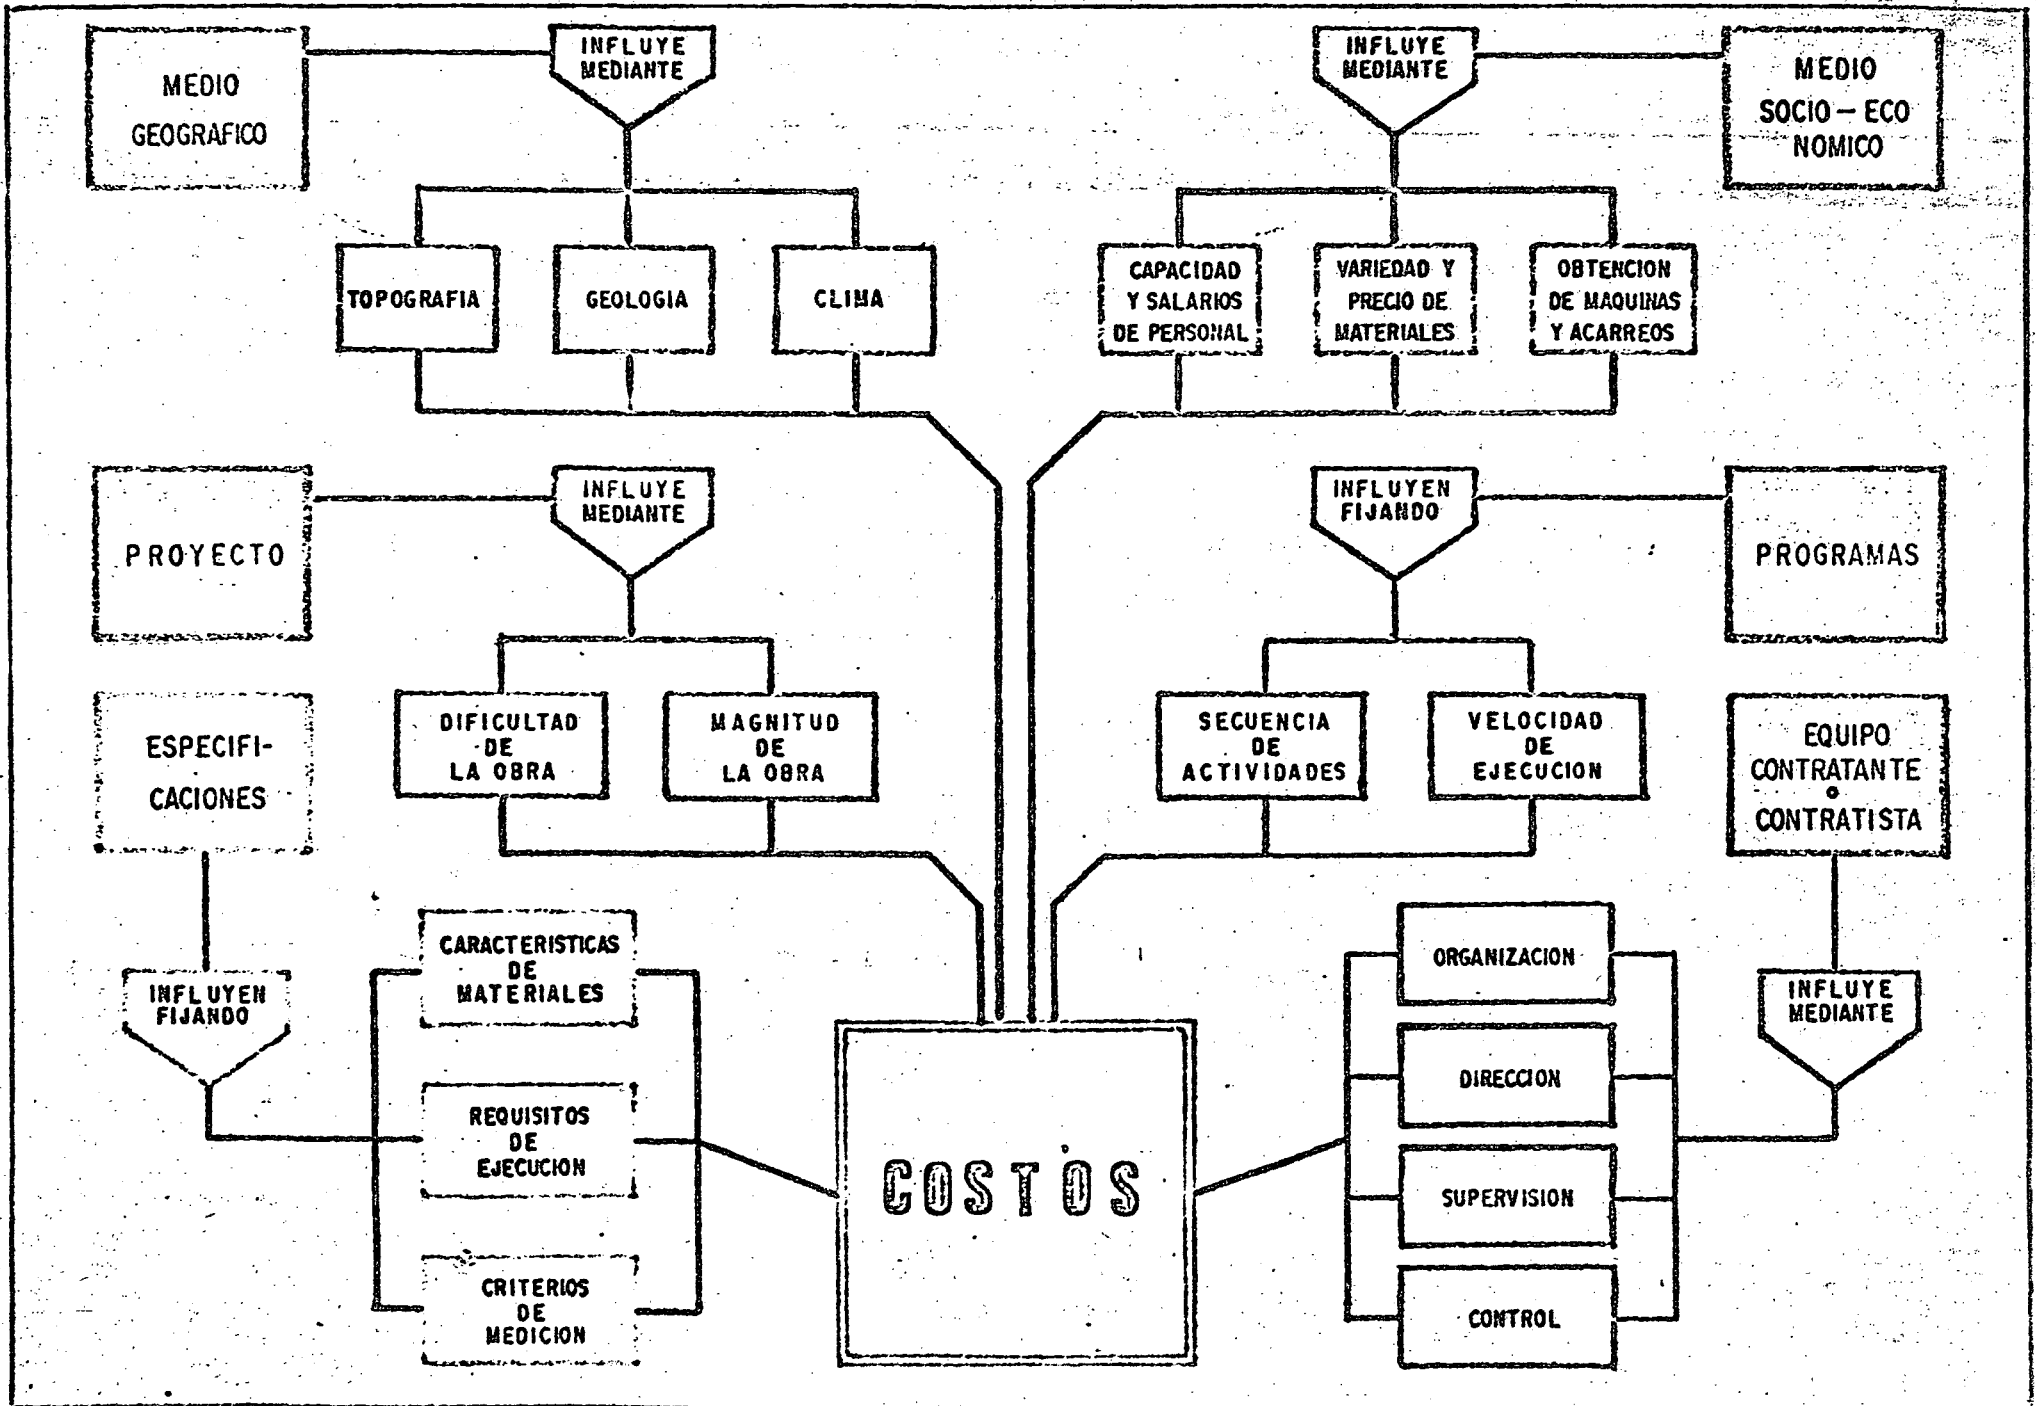 MEDIO
GEOGRAFICO
INFLUYE
MEDIANTE
TOPOGRAFIA
GEOLOGIA
CLIMA
INFLUYE
MEDIANTE
MEDIO
SOCIO-ECO
NOMICO
CAPACIDAD
Y SALARIOS
DE PERSONAL
VARIEDAD Y
PRECIO DE
MATERIALES
OBTENCION
DE MAQUINAS
Y ACARREOS
PROYECTO
INFLUYE
MEDIANTE
DIFICULTAD
DE
LA OBRA
MAGNITUD
DE
LA OBRA
INFLUYEN
FIJANDO
PROGRAMAS
SECUENCIA
DE
ACTIVIDADES
VELOCIDAD
DE
EJECUCION
ESPECIFI-
CACIONES
INFLUYEN
FIJANDO
CARACTERISTICAS
DE
MATERIALES
REQUISITOS
DE
EJECUCION
CRITERIOS
DE
MEDICION
COSTOS
EQUIPO
CONTRATANTE
o
CONTRATISTA
INFLUYE
MEDIANTE
ORGANIZACION
DIRECCION
SUPERVISION
CONTROL